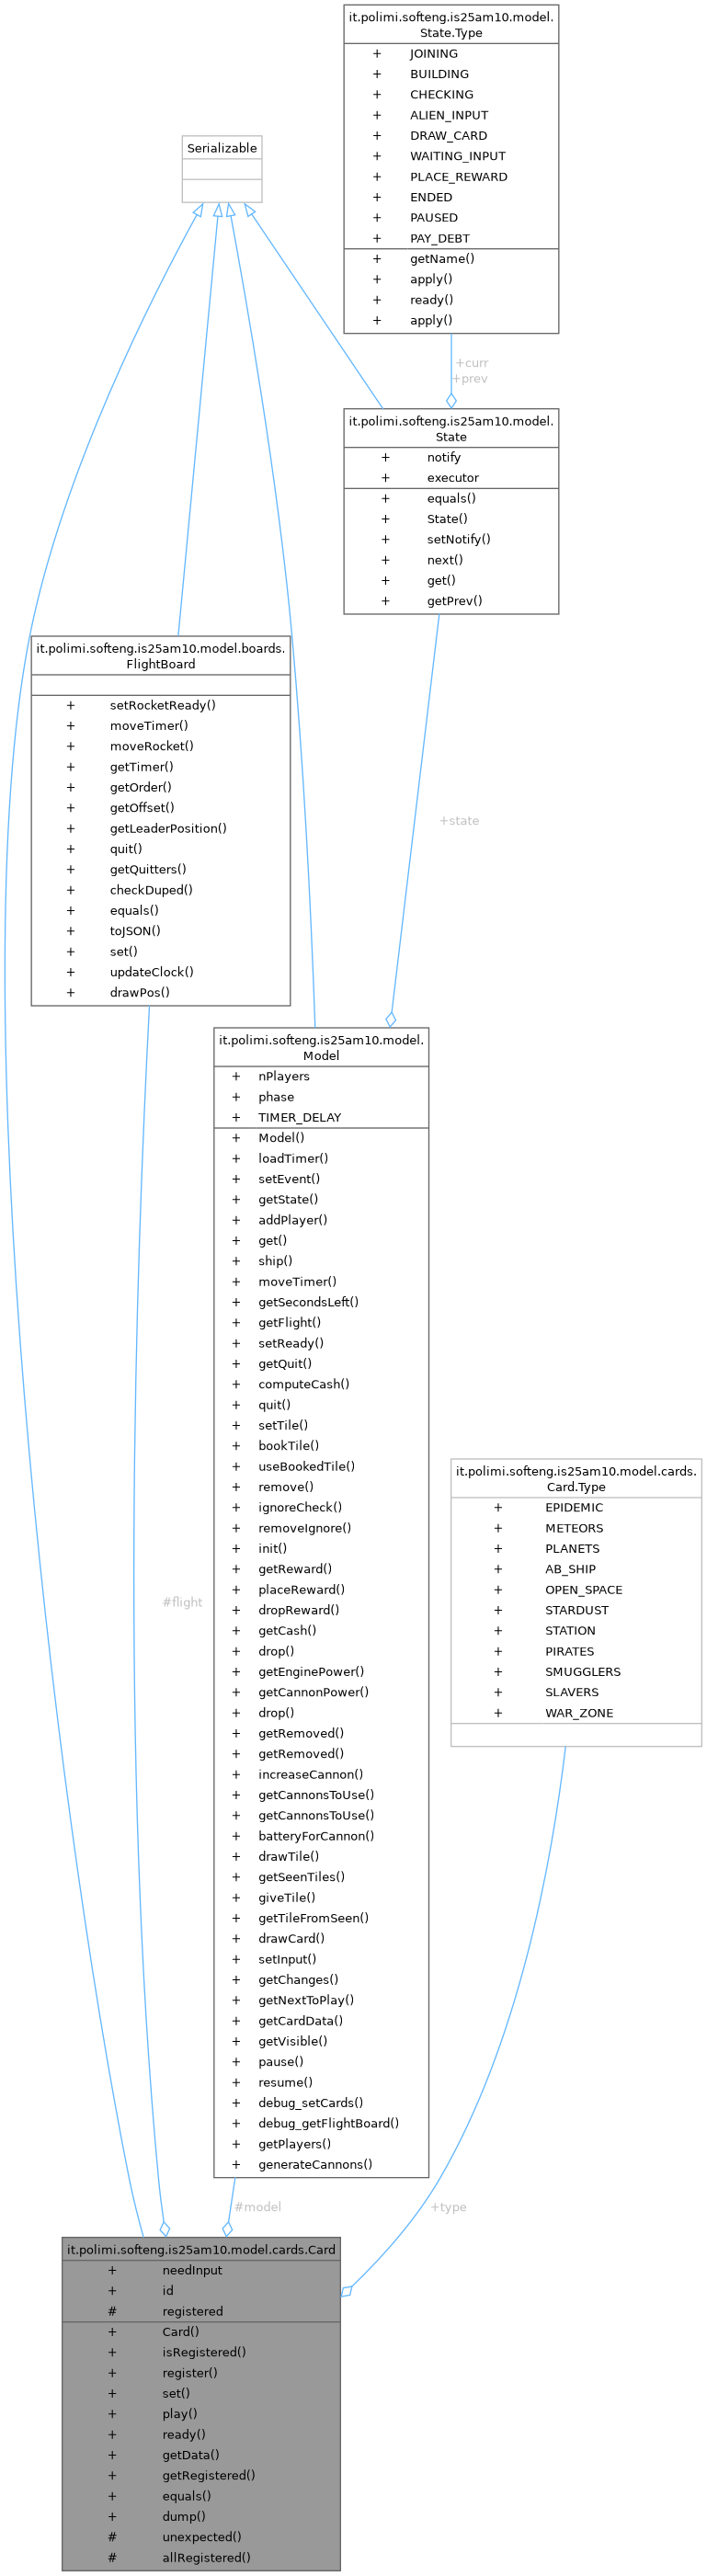 it.polimi.softeng.is25am10.model.
State.Type
+ JOINING
+ BUILDING
+ CHECKING
+ ALIEN_INPUT
+ DRAW_CARD
+ WAITING_INPUT
+ PLACE_REWARD
+ ENDED
+ PAUSED
+ PAY_DEBT
+ getName()
+ apply()
+ ready()
+ apply()
Serializable
+curr
+prev
it.polimi.softeng.is25am10.model.
State
+ notify
+ executor
+ equals()
+ State()
+ setNotify()
+ next()
+ get()
+ getPrev()
it.polimi.softeng.is25am10.model.boards.
FlightBoard
+ setRocketReady()
+ moveTimer()
+ moveRocket()
+ getTimer()
+ getOrder()
+ getOffset()
+ getLeaderPosition()
+ quit()
+ getQuitters()
+ checkDuped()
+ equals()
+ toJSON()
+ set()
+ updateClock()
+ drawPos()
+state
it.polimi.softeng.is25am10.model.
Model
+ nPlayers
+ phase
+ TIMER_DELAY
+ Model()
+ loadTimer()
+ setEvent()
+ getState()
+ addPlayer()
+ get()
+ ship()
+ moveTimer()
+ getSecondsLeft()
+ getFlight()
+ setReady()
+ getQuit()
+ computeCash()
+ quit()
+ setTile()
+ bookTile()
+ useBookedTile()
+ remove()
+ ignoreCheck()
+ removeIgnore()
+ init()
+ getReward()
+ placeReward()
+ dropReward()
+ getCash()
+ drop()
+ getEnginePower()
+ getCannonPower()
+ drop()
+ getRemoved()
+ getRemoved()
+ increaseCannon()
+ getCannonsToUse()
+ getCannonsToUse()
+ batteryForCannon()
+ drawTile()
+ getSeenTiles()
+ giveTile()
+ getTileFromSeen()
+ drawCard()
+ setInput()
+ getChanges()
+ getNextToPlay()
+ getCardData()
+ getVisible()
+ pause()
+ resume()
+ debug_setCards()
+ debug_getFlightBoard()
+ getPlayers()
+ generateCannons()
it.polimi.softeng.is25am10.model.cards.
Card.Type
+ EPIDEMIC
+ METEORS
+ PLANETS
+ AB_SHIP
+ OPEN_SPACE
+ STARDUST
+ STATION
+ PIRATES
+ SMUGGLERS
+ SLAVERS
+ WAR_ZONE
#flight
#model
+type
it.polimi.softeng.is25am10.model.cards.Card
+ needInput
+ id
# registered
+ Card()
+ isRegistered()
+ register()
+ set()
+ play()
+ ready()
+ getData()
+ getRegistered()
+ equals()
+ dump()
# unexpected()
# allRegistered()